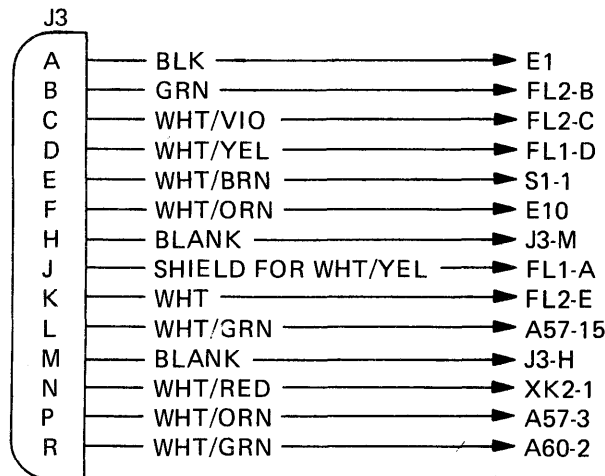 J3
A BLK E1
B GRN FL2-B
C WHT/VIO FL2-C
D WHT/YEL FL1-D
E WHT/BRN S1-1
F WHT/ORN E10
H BLANK J3-M
J SHIELD FOR WHT/YEL FL1-A
K WHT FL2-E
L WHT/GRN A57-15
M BLANK J3-H
N WHT/RED XK2-1
P WHT/ORN A57-3
R WHT/GRN A60-2